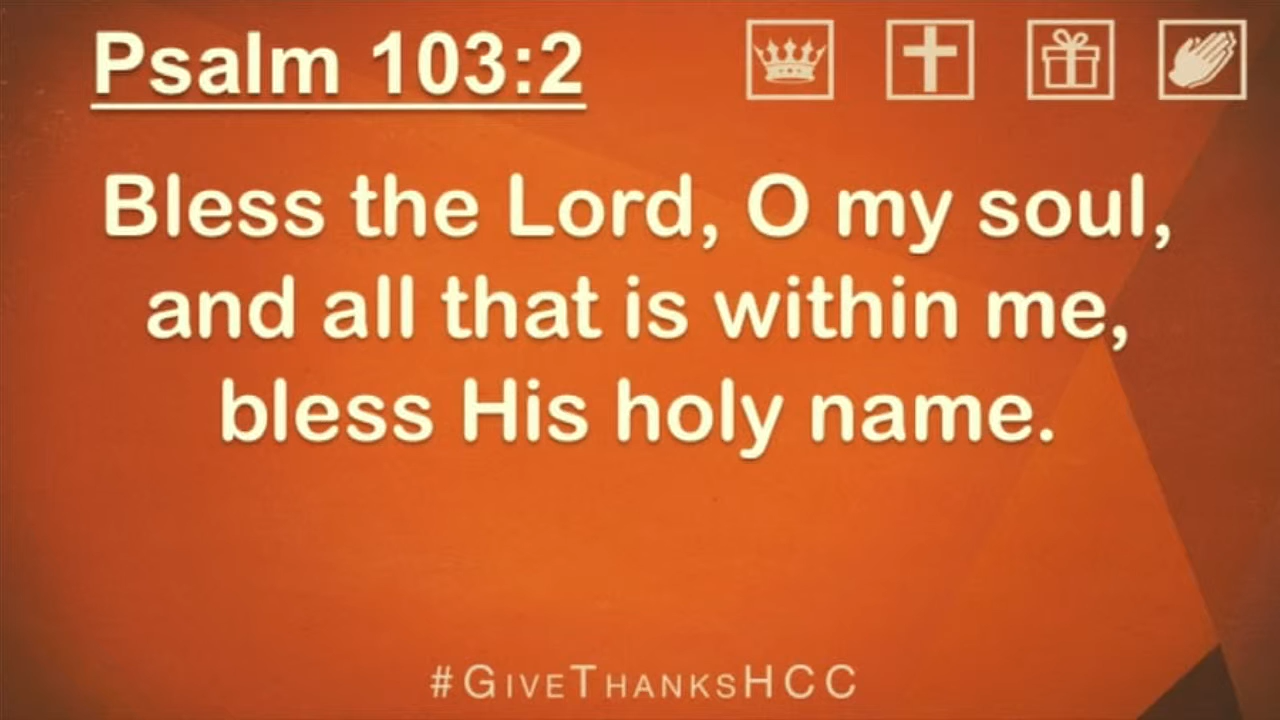 Psalm 103:2
Bless the Lord, O my soul,
and all that is within me,
bless His holy name.
#GiveThanksHCC